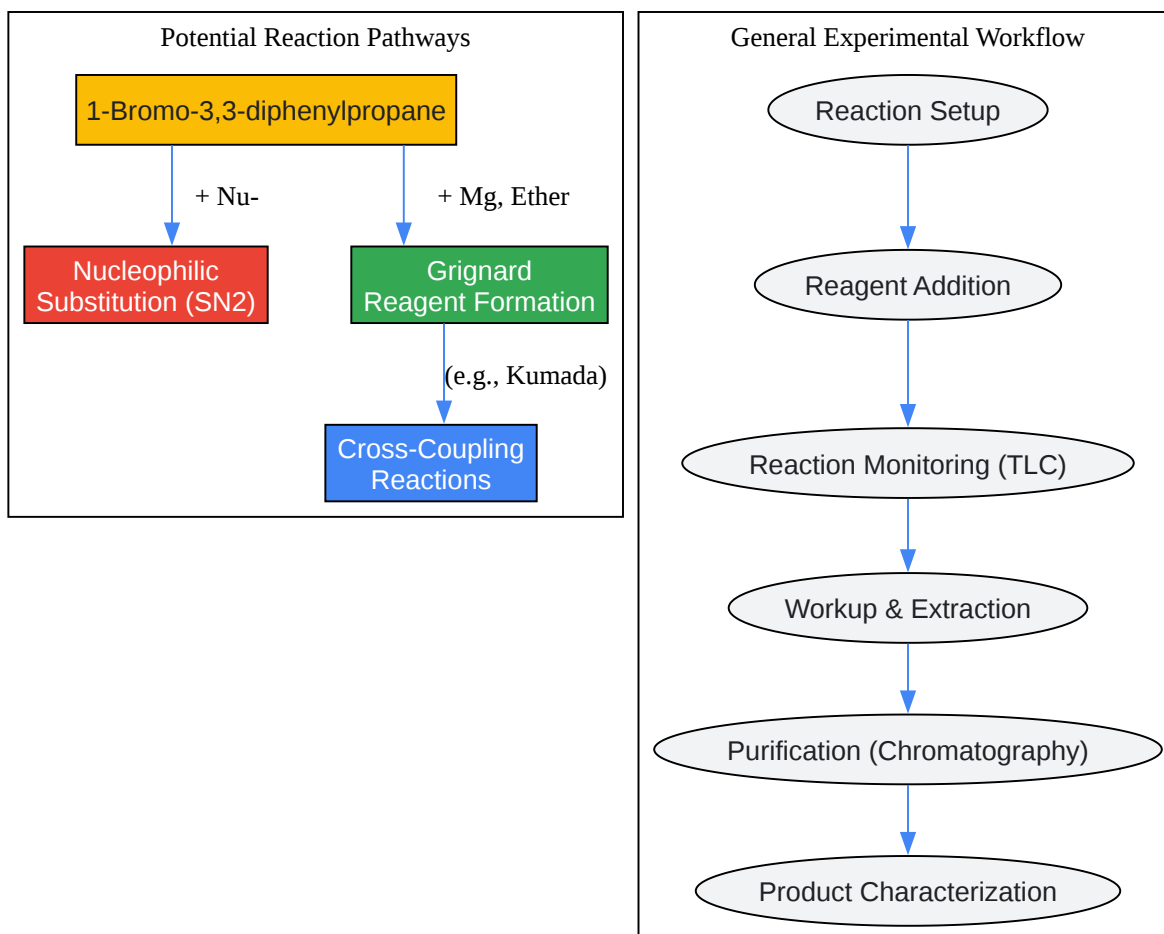 Potential Reaction Pathways
1-Bromo-3,3-diphenylpropane
+ Nu-
+ Mg, Ether
Nucleophilic
Substitution (SN2)
Grignard
Reagent Formation
(e.g., Kumada)
Cross-Coupling
Reactions
General Experimental Workflow
Reaction Setup
Reagent Addition
Reaction Monitoring (TLC)
Workup & Extraction
Purification (Chromatography)
Product Characterization